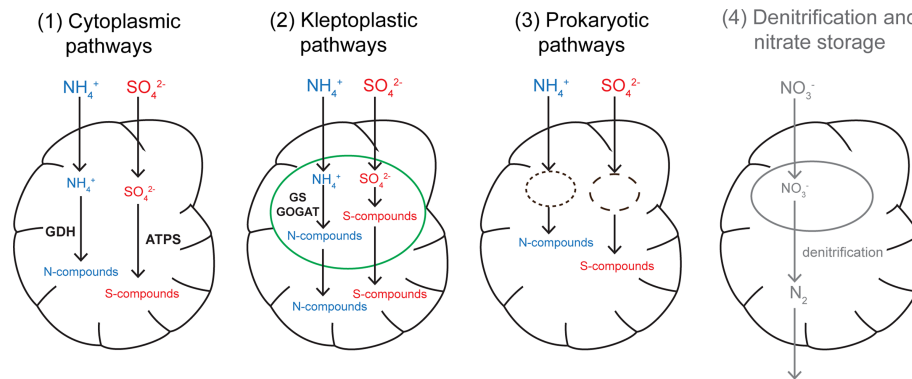 (1) Cytoplasmic
pathways
NH₄⁺
SO₄²⁻
NH₄⁺
SO₄²⁻
GDH
ATPS
N-compounds
S-compounds
(2) Kleptoplastic
pathways
NH₄⁺
SO₄²⁻
NH₄⁺
SO₄²⁻
GS
GOGAT
S-compounds
N-compounds
S-compounds
N-compounds
(3) Prokaryotic
pathways
NH₄⁺
SO₄²⁻
N-compounds
S-compounds
(4) Denitrification and
nitrate storage
NO₃⁻
NO₃⁻
denitrification
N₂